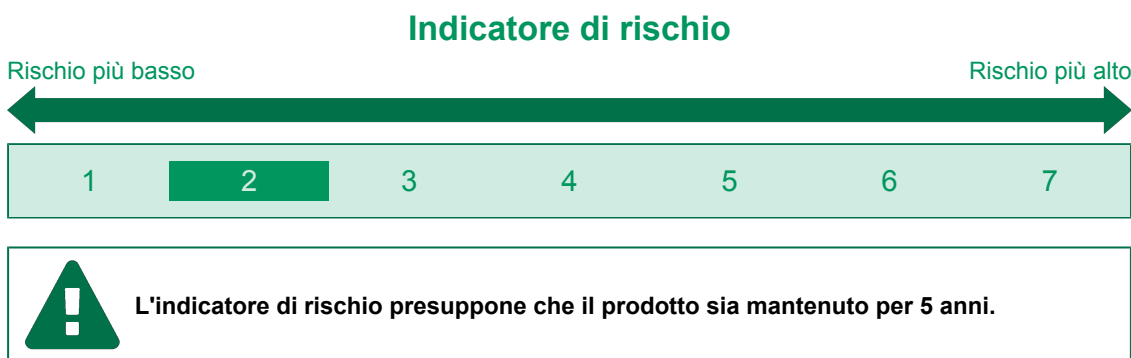 Indicatore di rischio
Rischio più basso Rischio più alto
1 2 3 4 5 6 7
L'indicatore di rischio presuppone che il prodotto sia mantenuto per 5 anni.